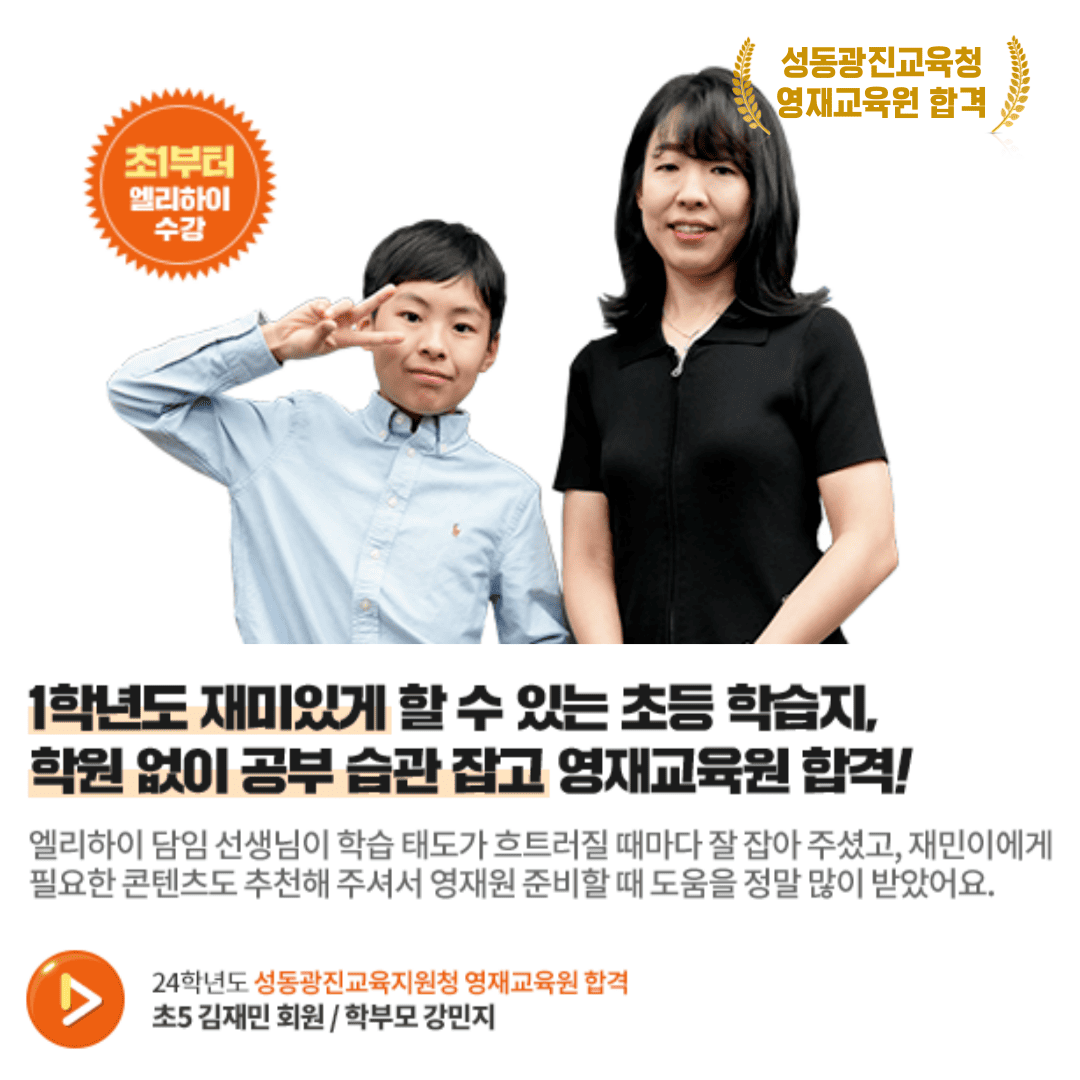 성동광진교육청
영재교육원 합격
초1부터
엘리하이
수강
1학년도 재미있게 할 수 있는 초등 학습지,
학원 없이 공부 습관 잡고 영재교육원 합격!
엘리하이 담임 선생님이 학습 태도가 흐트러질 때마다 잘 잡아 주셨고, 재민이에게
필요한 콘텐츠도 추천해 주셔서 영재원 준비할 때 도움을 정말 많이 받았어요.
24학년도 성동광진교육지원청 영재교육원 합격
초5 김재민 회원 / 학부모 강민지